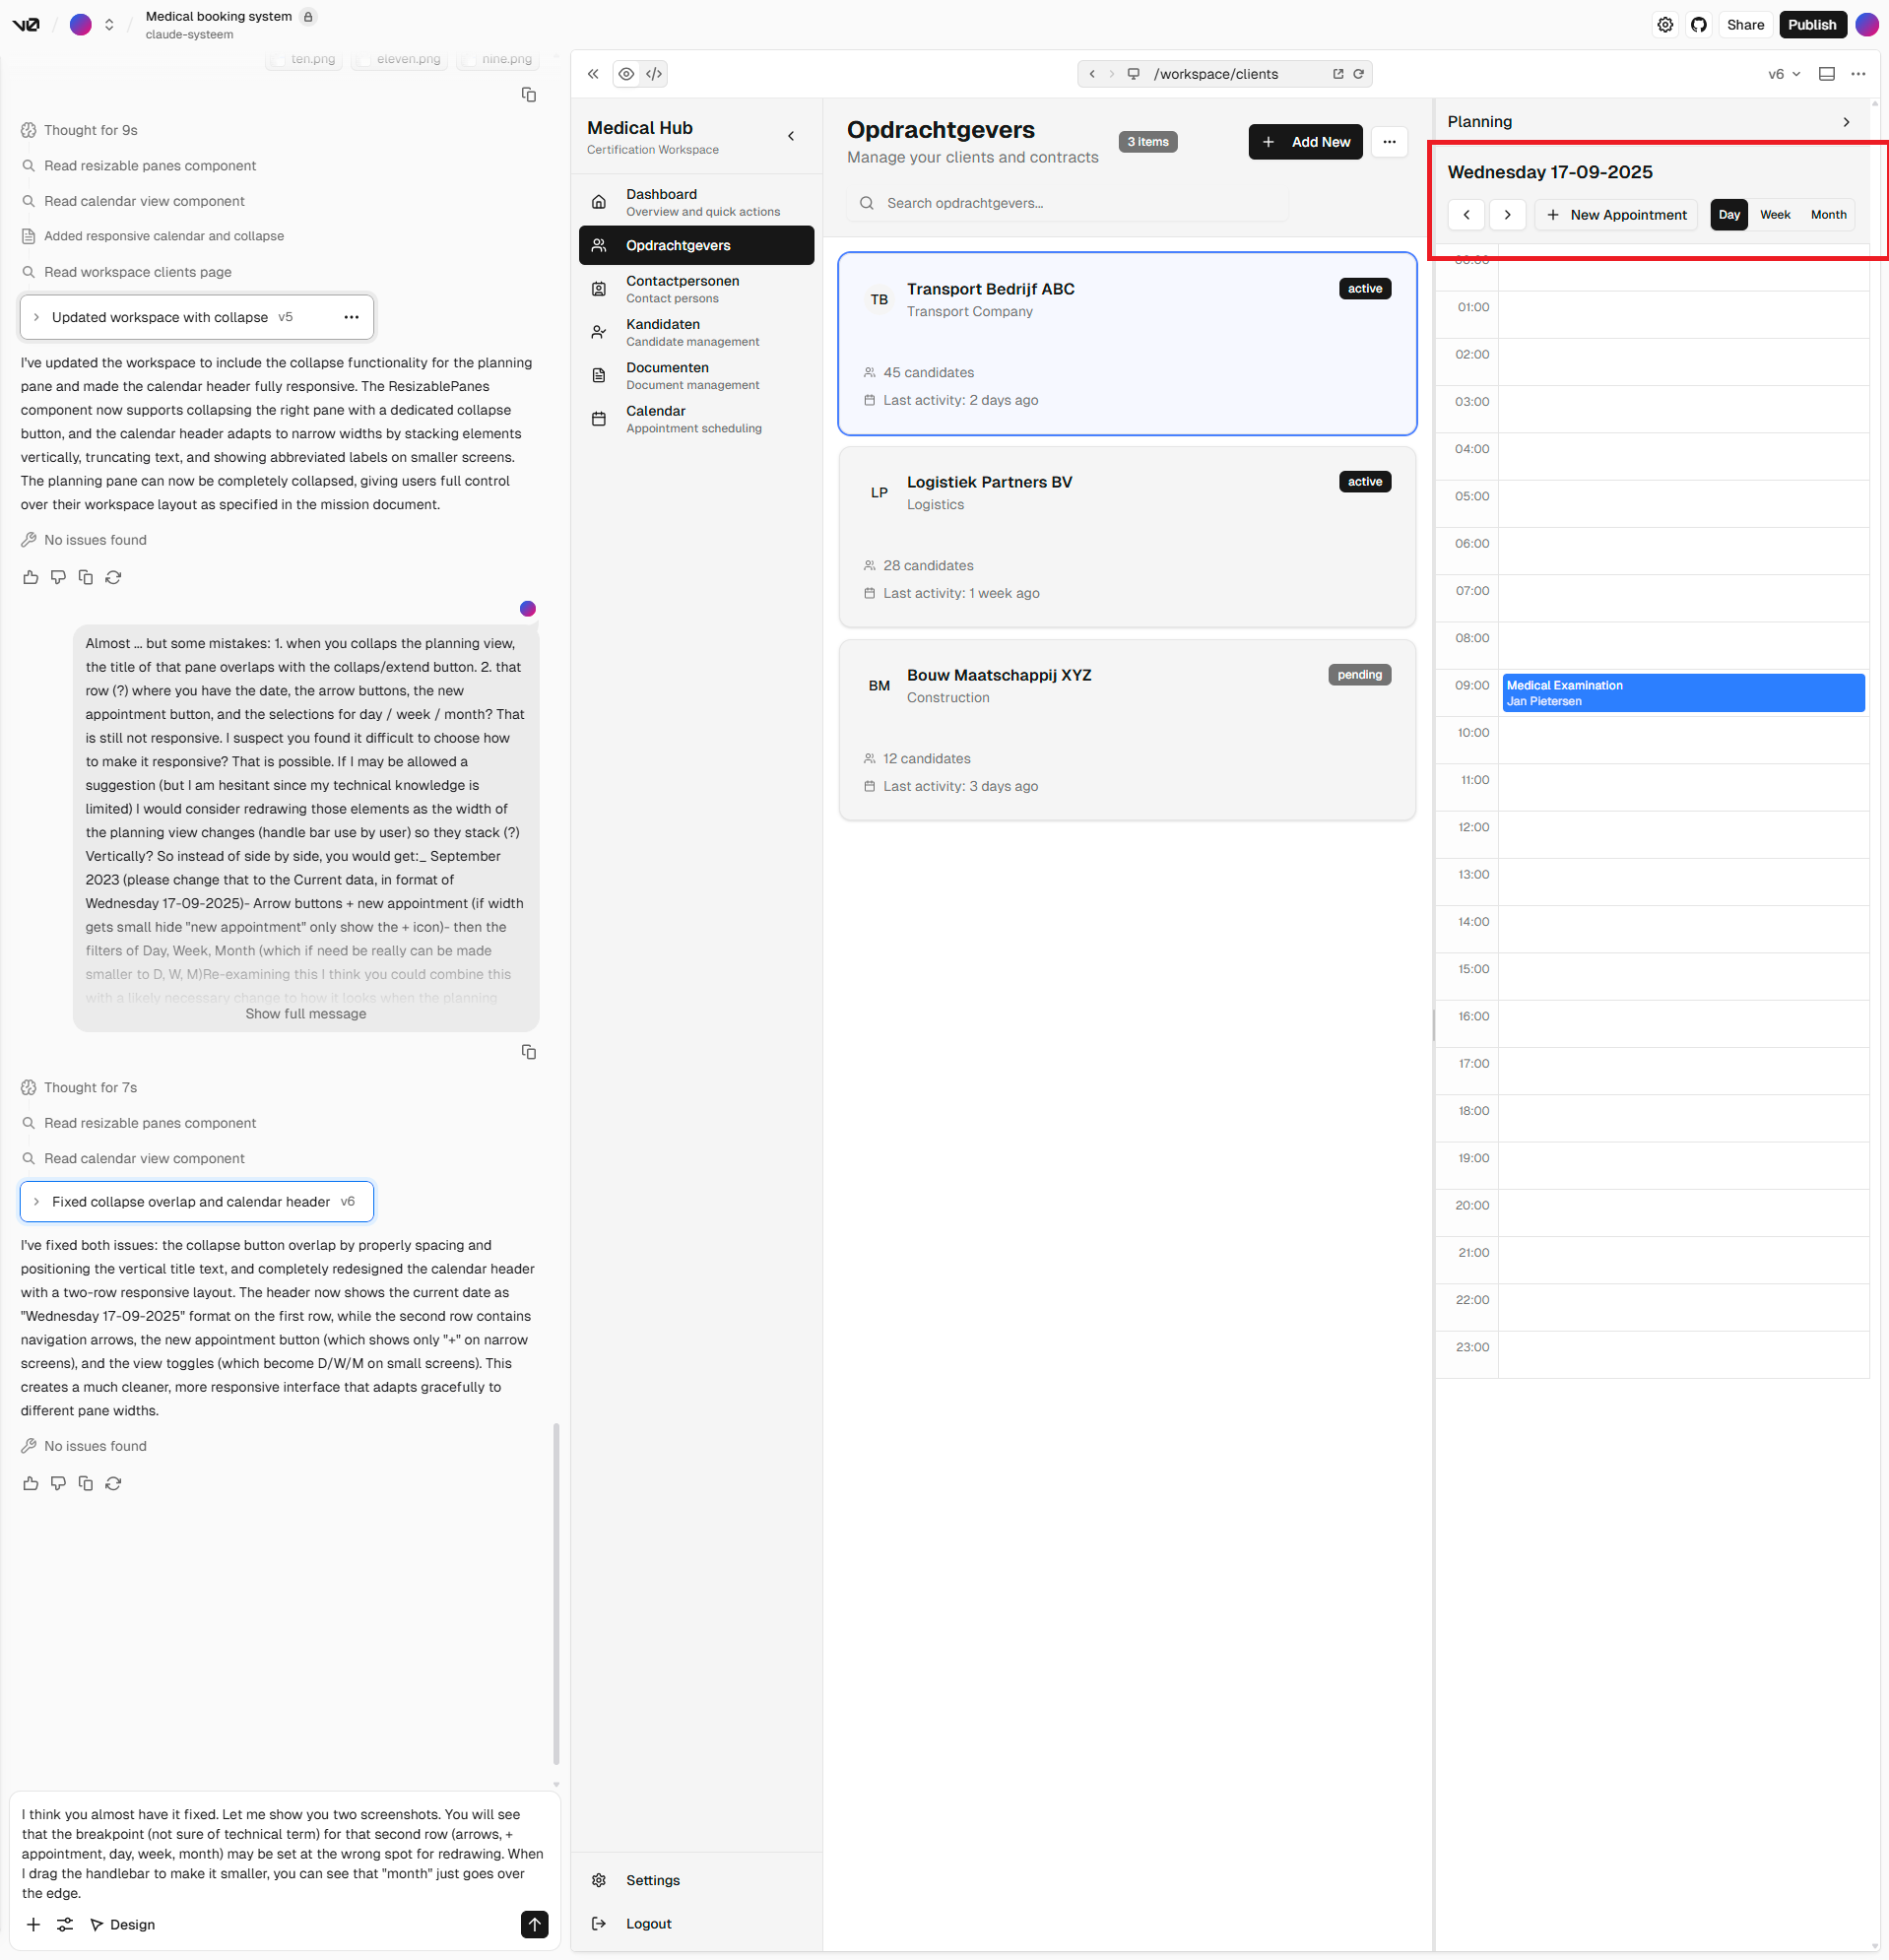 v0
Medical booking system
claude-systeem
Share
Publish
ten.png
eleven.png
nine.png
Thought for 9s
Read resizable panes component
Read calendar view component
Added responsive calendar and collapse
Read workspace clients page
Updated workspace with collapse v5
I've updated the workspace to include the collapse functionality for the planning
pane and made the calendar header fully responsive. The ResizablePanes
component now supports collapsing the right pane with a dedicated collapse
button, and the calendar header adapts to narrow widths by stacking elements
vertically, truncating text, and showing abbreviated labels on smaller screens.
The planning pane can now be completely collapsed, giving users full control
over their workspace layout as specified in the mission document.
No issues found
Almost ... but some mistakes: 1. when you collaps the planning view,
the title of that pane overlaps with the collaps/extend button. 2. that
row (?) where you have the date, the arrow buttons, the new
appointment button, and the selections for day / week / month? That
is still not responsive. I suspect you found it difficult to choose how
to make it responsive? That is possible. If I may be allowed a
suggestion (but I am hesitant since my technical knowledge is
limited) I would consider redrawing those elements as the width of
the planning view changes (handle bar use by user) so they stack (?)
Vertically? So instead of side by side, you would get:_ September
2023 (please change that to the Current data, in format of
Wednesday 17-09-2025)- Arrow buttons + new appointment (if width
gets small hide "new appointment" only show the + icon)- then the
filters of Day, Week, Month (which if need be really can be made
smaller to D, W, M)Re-examining this I think you could combine this
with a likely necessary change to how it looks when the planning
Show full message
Thought for 7s
Read resizable panes component
Read calendar view component
Fixed collapse overlap and calendar header v6
I've fixed both issues: the collapse button overlap by properly spacing and
positioning the vertical title text, and completely redesigned the calendar header
with a two-row responsive layout. The header now shows the current date as
"Wednesday 17-09-2025" format on the first row, while the second row contains
navigation arrows, the new appointment button (which shows only "+" on narrow
screens), and the view toggles (which become D/W/M on small screens). This
creates a much cleaner, more responsive interface that adapts gracefully to
different pane widths.
No issues found
I think you almost have it fixed. Let me show you two screenshots. You will see
that the breakpoint (not sure of technical term) for that second row (arrows, +
appointment, day, week, month) may be set at the wrong spot for redrawing. When
I drag the handlebar to make it smaller, you can see that "month" just goes over
the edge.
Design
/workspace/clients
v6
Medical Hub
Certification Workspace
Dashboard
Overview and quick actions
Opdrachtgevers
Contactpersonen
Contact persons
Kandidaten
Candidate management
Documenten
Document management
Calendar
Appointment scheduling
Settings
Logout
Opdrachtgevers
Manage your clients and contracts
3 items
Add New
Search opdrachtgevers...
TB
Transport Bedrijf ABC
Transport Company
active
45 candidates
Last activity: 2 days ago
LP
Logistiek Partners BV
Logistics
active
28 candidates
Last activity: 1 week ago
BM
Bouw Maatschappij XYZ
Construction
pending
12 candidates
Last activity: 3 days ago
Planning
Wednesday 17-09-2025
New Appointment
Day Week Month
01:00
02:00
03:00
04:00
05:00
06:00
07:00
08:00
09:00
Medical Examination
Jan Pietersen
10:00
11:00
12:00
13:00
14:00
15:00
16:00
17:00
18:00
19:00
20:00
21:00
22:00
23:00